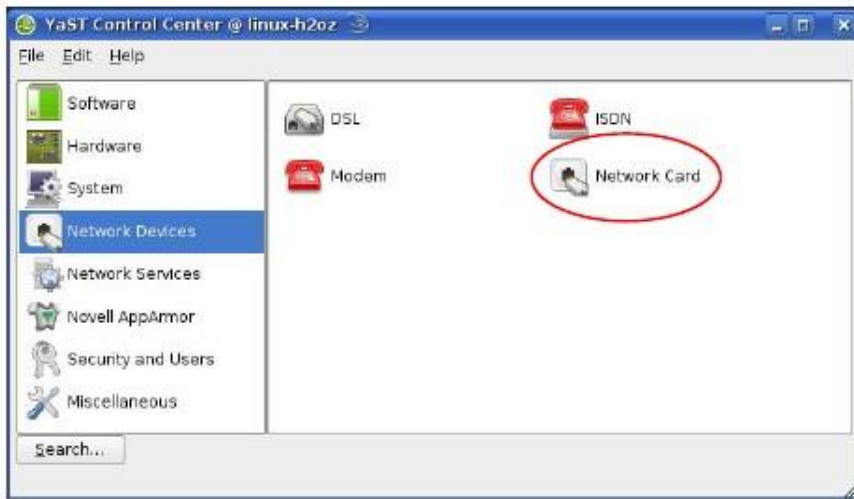 YaST Control Center @ linux-h2oz
File Edit Help
Software
Hardware
System
Network Devices
Network Services
Novell AppArmor
Security and Users
Miscellaneous
DSL
ISDN
Modem
Network Card
Search...